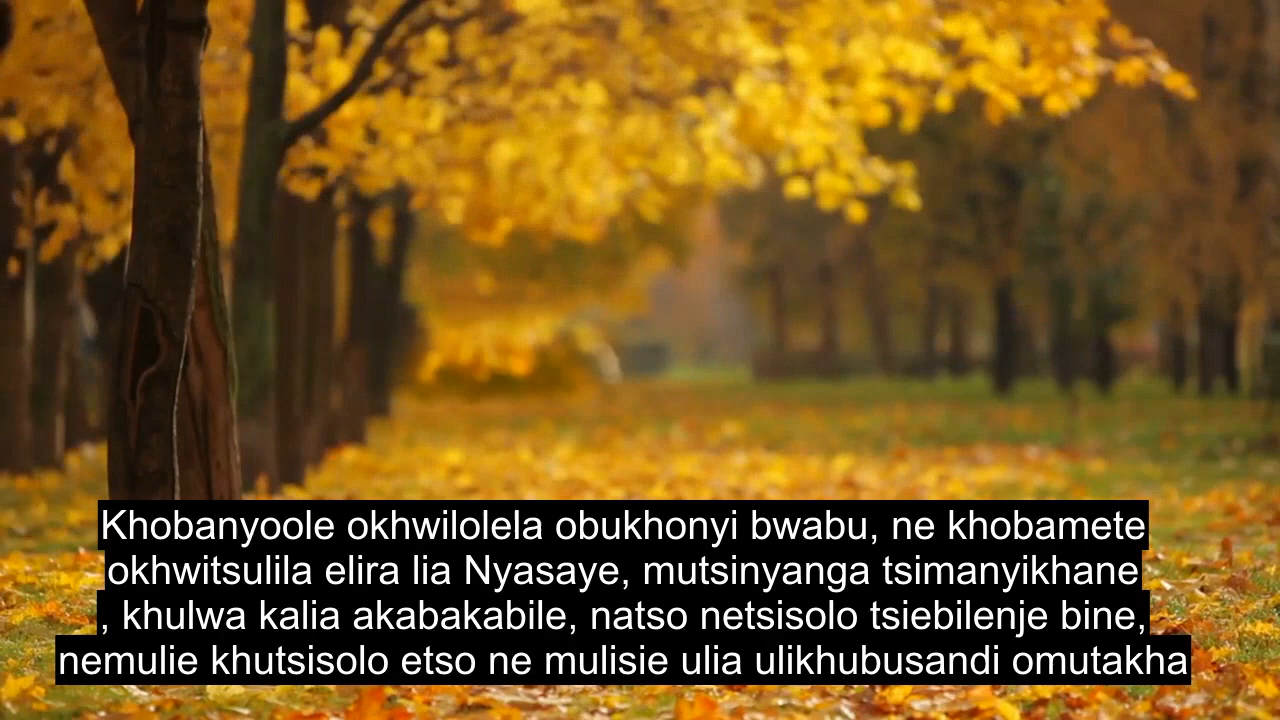 Khobanyoole okhwilolela obukhonyi bwabu, ne khobamete
okhwitsulila elira lia Nyasaye, mutsinyanga tsimanyikhane
, khulwa kalia akabakabile, natso netsisolo tsiebilenje bine,
nemulie khutsisolo etso ne mulisie ulia ulikhubusandi omutakha